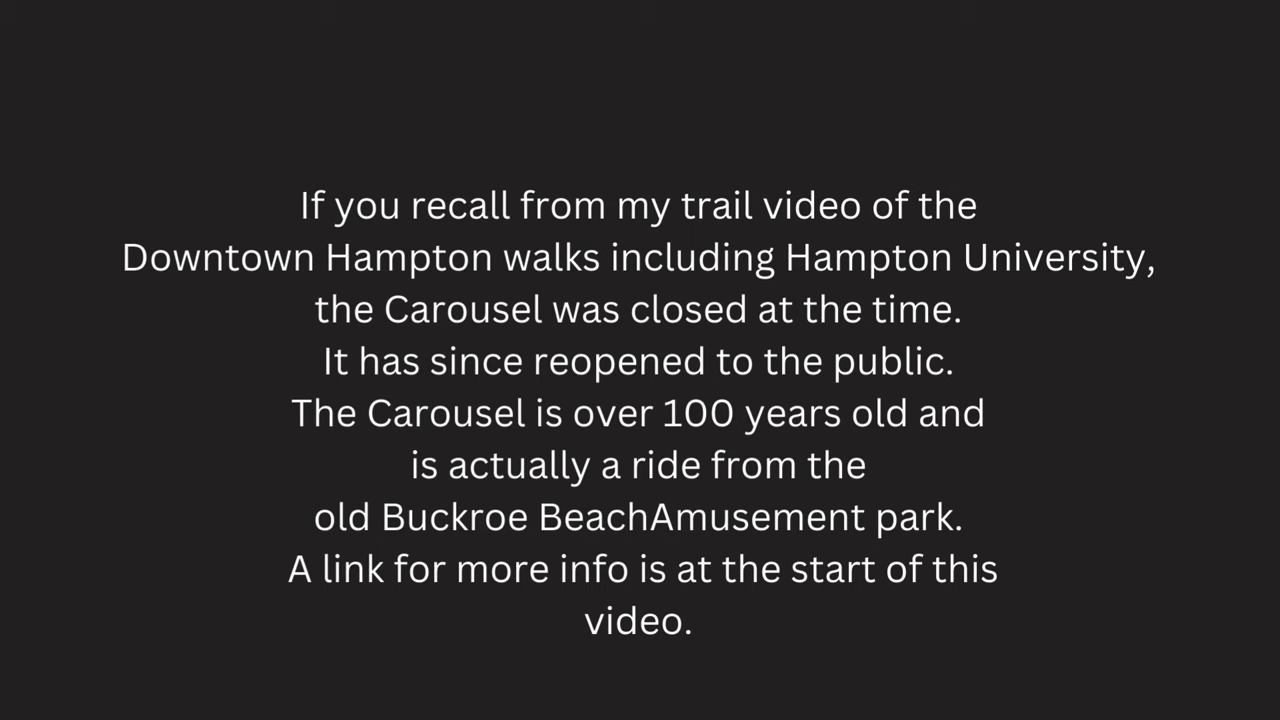 If you recall from my trail video of the
Downtown Hampton walks including Hampton University,
the Carousel was closed at the time.
It has since reopened to the public.
The Carousel is over 100 years old and
is actually a ride from the
old Buckroe BeachAmusement park.
A link for more info is at the start of this
video.